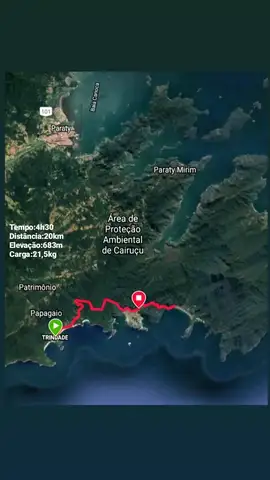 Baía Carioca
101
Paraty
Paraty Mirim
Área de
Proteção
Ambiental
de Cairuçu
Tempo:4h30
Distância:20km
Elevação:683m
Carga:21,5kg
Patrimônio
Papagaio
TRINDADE